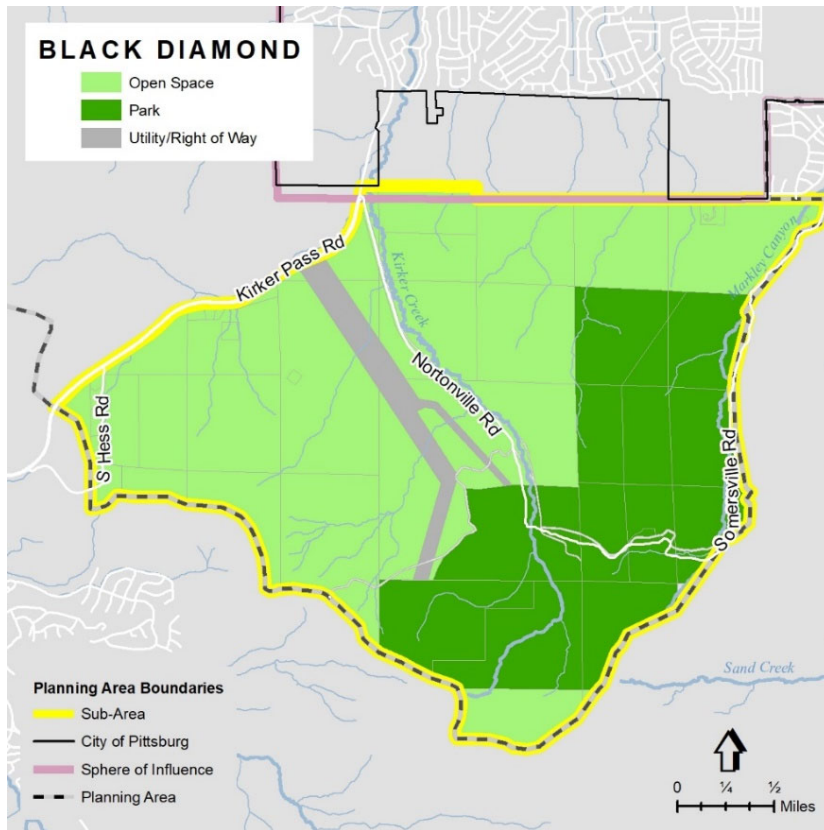 BLACK DIAMOND
Open Space
Park
Utility/Right of Way
Kirker Pass Rd
Kirker Creek
Markley Canyon
Nortonville Rd
S Hess Rd
Somersville Rd
Sand Creek
Planning Area Boundaries
Sub-Area
City of Pittsburg
Sphere of Influence
Planning Area
0 ¼ ½
Miles